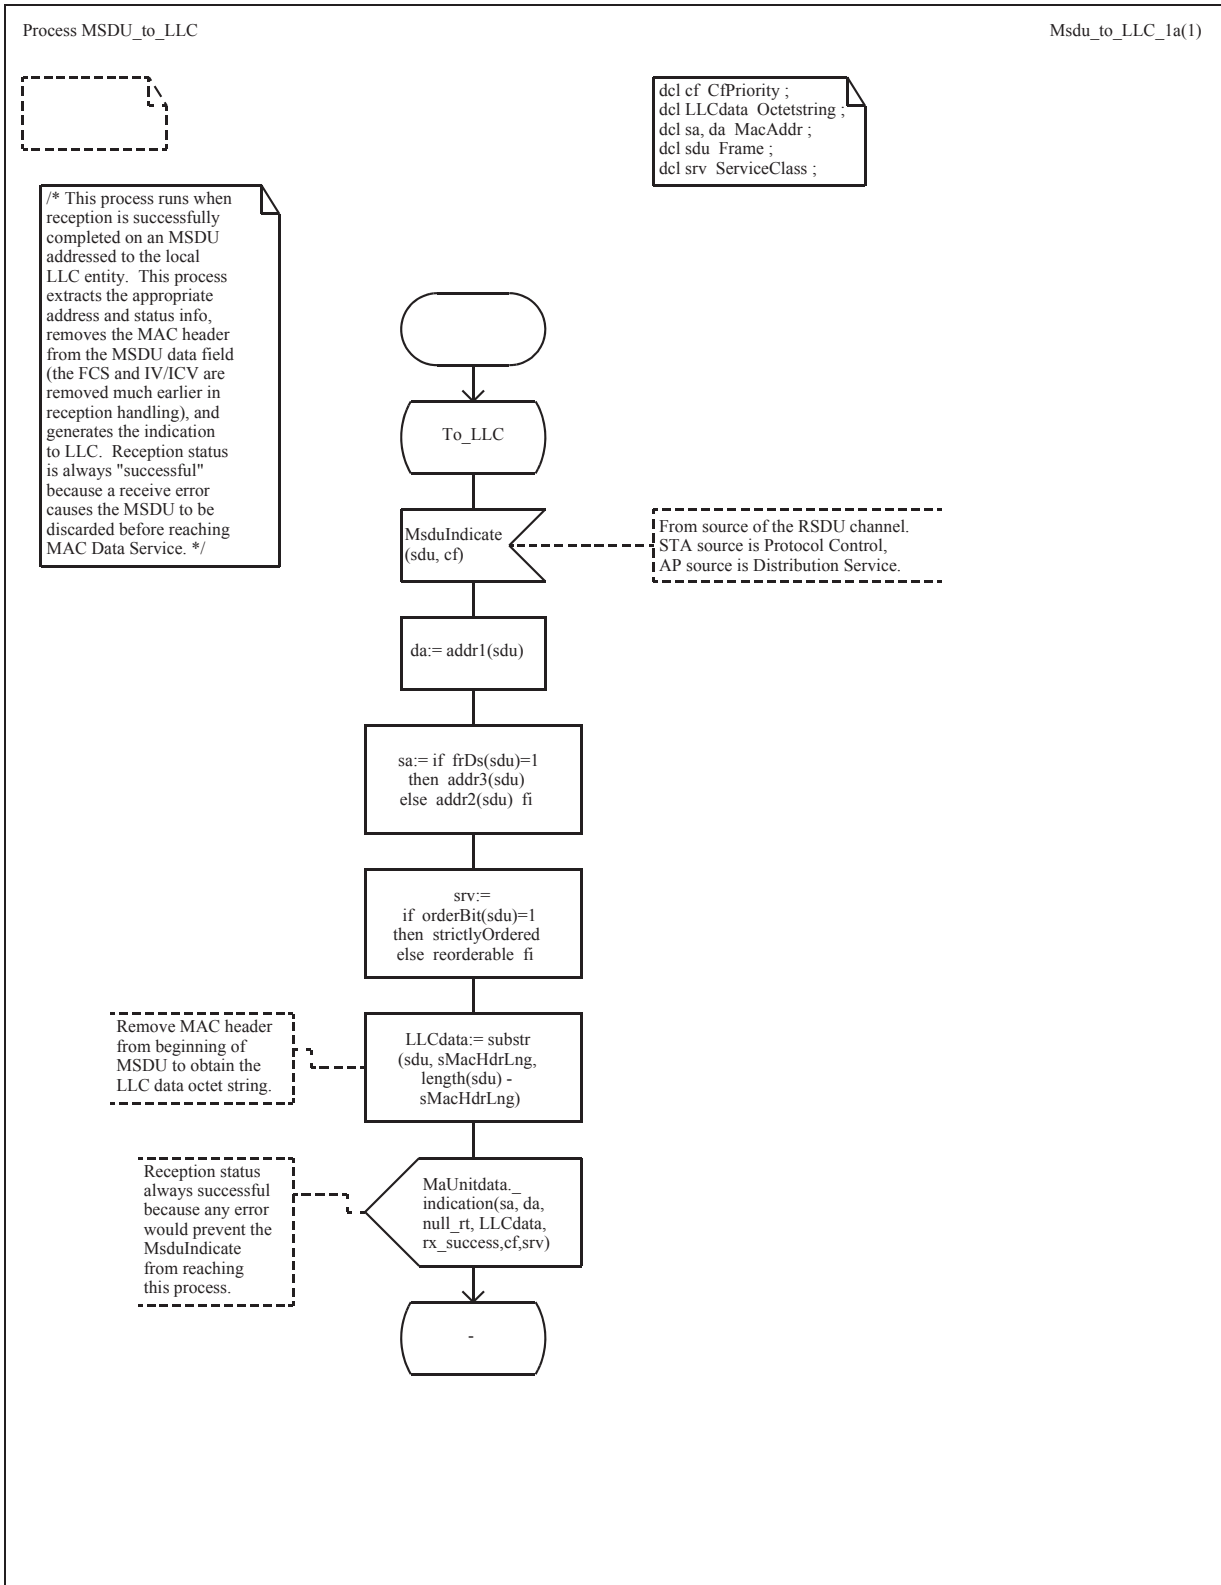 Process MSDU_to_LLC
Msdu_to_LLC_1a(1)
dcl cf CfPriority ;
dcl LLCdata Octetstring ;
dcl sa, da MacAddr ;
dcl sdu Frame ;
dcl srv ServiceClass ;
/* This process runs when
reception is successfully
completed on an MSDU
addressed to the local
LLC entity. This process
extracts the appropriate
address and status info,
removes the MAC header
from the MSDU data field
(the FCS and IV/ICV are
removed much earlier in
reception handling), and
generates the indication
to LLC. Reception status
is always "successful"
because a receive error
causes the MSDU to be
discarded before reaching
MAC Data Service. */
To_LLC
MsduIndicate
(sdu, cf)
From source of the RSDU channel.
STA source is Protocol Control,
AP source is Distribution Service.
da:= addr1(sdu)
sa:= if frDs(sdu)=1
then addr3(sdu)
else addr2(sdu) fi
srv:=
if orderBit(sdu)=1
then strictlyOrdered
else reorderable fi
Remove MAC header
from beginning of
MSDU to obtain the
LLC data octet string.
LLCdata:= substr
(sdu, sMacHdrLng,
length(sdu) -
sMacHdrLng)
Reception status
always successful
because any error
would prevent the
MsduIndicate
from reaching
this process.
MaUnitdata._
indication(sa, da,
null_rt, LLCdata,
rx_success,cf,srv)
-